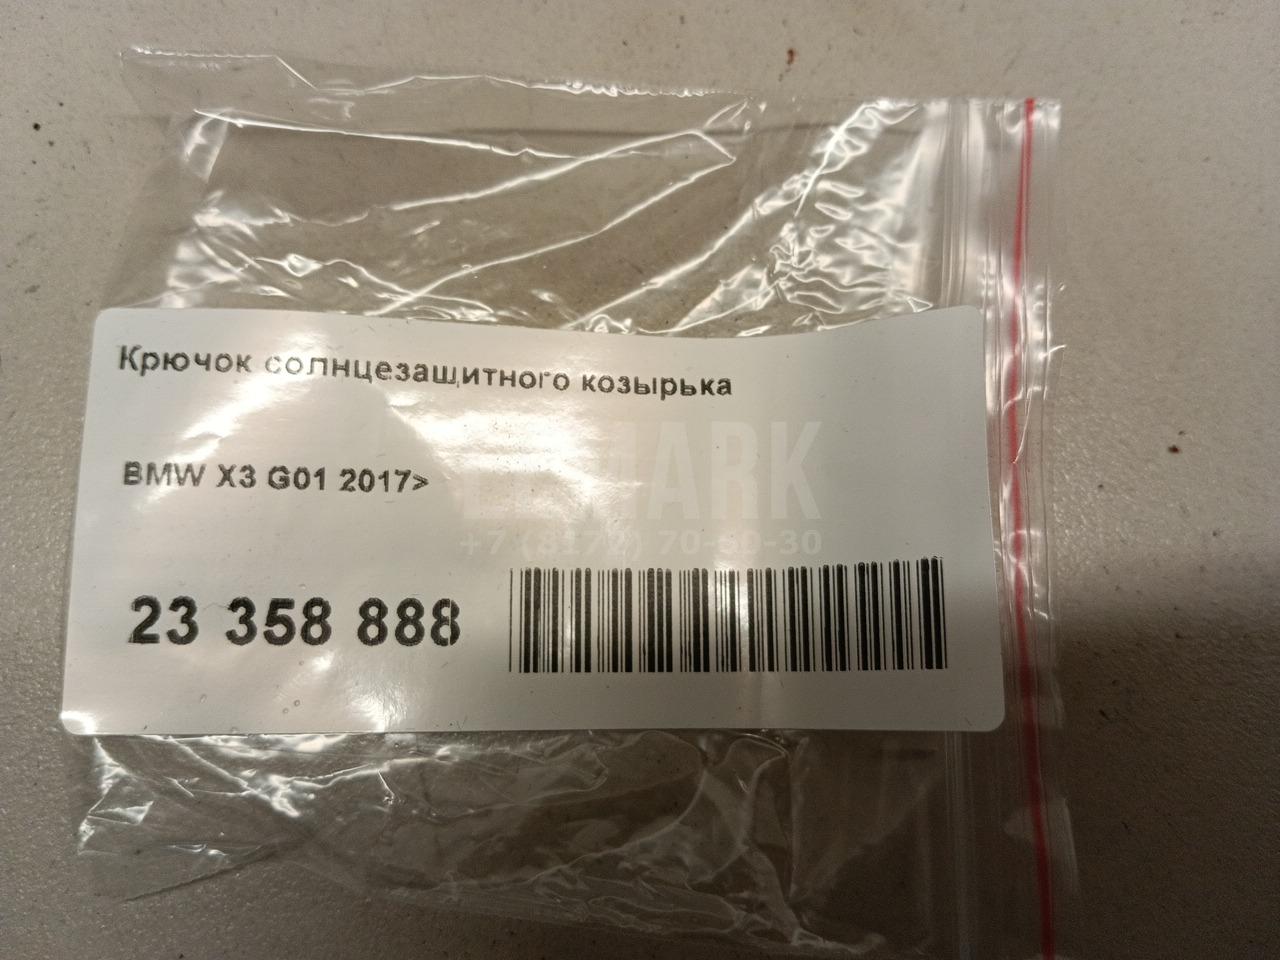 Крючок солнцезащитного козырька
BMW X3 G01 2017>
23 358 888